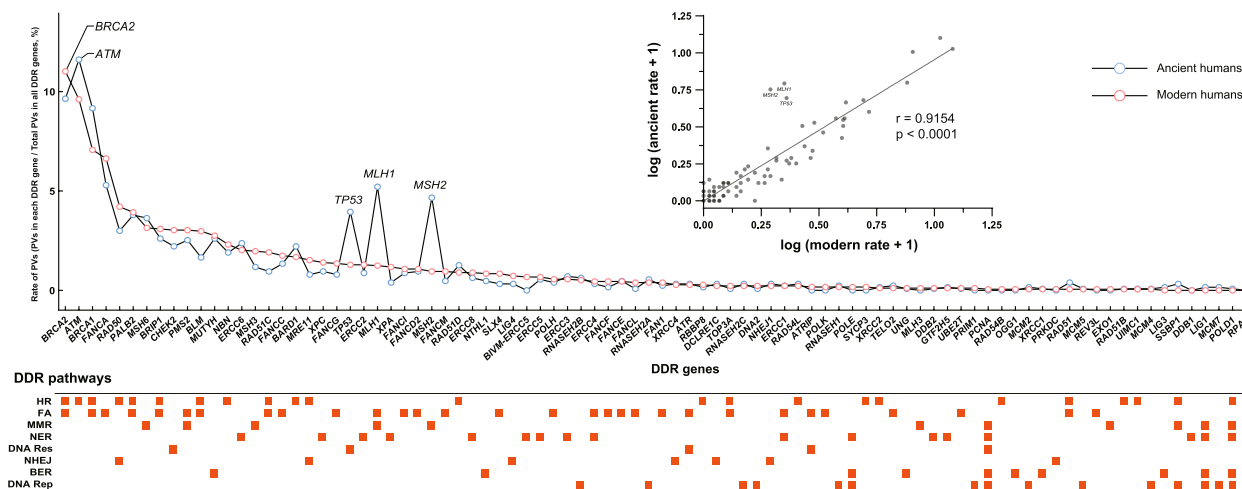 BRCA2
ATM
Rate of PVs (PVs in each DDR gene / Total PVs in all DDR genes, %)
10
5
0
TP53
MLH1
MSH2
1.25
1.00
0.75
0.50
0.25
0.00
log (ancient rate + 1)
MLH1
MSH2
TP53
r = 0.9154
p < 0.0001
0.00 0.25 0.50 0.75 1.00 1.25
log (modern rate + 1)
Ancient humans
Modern humans
BRCA2
ATM
BRCA1
FANCA
RAD50
PALB2
MSH6
BRIP1
CHEK2
PMS2
BLM
MUTYH
NBN
ERCC6
MSH3
RAD51C
FANCC
BARD1
MRE11
XPC
FANCG
TP53
ERCC2
MLH1
XPA
FANCI
FANCD2
MSH2
FANCM
RAD51D
ERCC8
NTHL1
SLX4
LIG4
BIVM-ERCC5
ERCC5
POLH
ERCC3
RNASEH2B
ERCC4
FANCF
FANCE
FANCL
RNASEH2A
FAN1
XRCC4
ATR
RBBP8
DCLRE1C
TOP3A
RNASEH2C
DNA2
NHEJ1
ERCC1
RAD54L
POLK
RNASEH1
POLE
SYCP3
XRCC2
TELO2
UNG
MLH3
DDB2
GTF2H5
UBE2T
PRIM1
PCNA
RAD54B
OGG1
MCM2
XRCC1
PRKDC
RAD51
MCM5
REV3L
EXO1
RAD51B
UIMC1
MCM4
LIG3
SSBP1
DDB1
LIG1
MCM7
POLD1
RPA
DDR genes
DDR pathways
HR
FA
MMR
NER
DNA Res
NHEJ
BER
DNA Rep